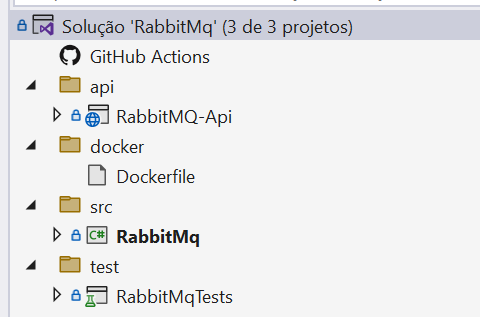 Solução 'RabbitMq' (3 de 3 projetos)
GitHub Actions
api
RabbitMQ-Api
docker
Dockerfile
src
C# RabbitMq
test
RabbitMqTests